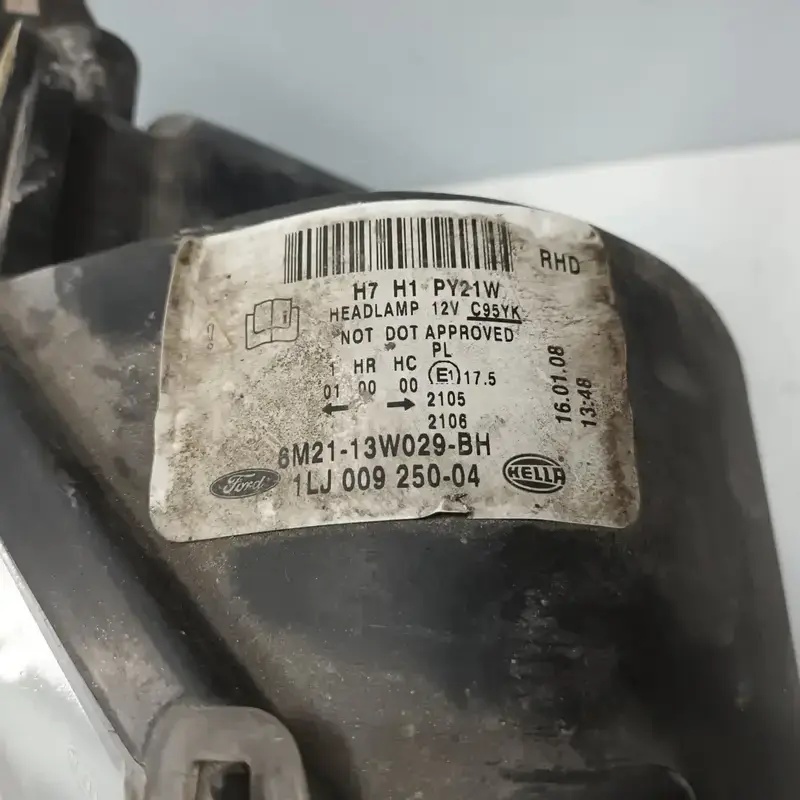 RHD
H7 H1 PY21W
HEADLAMP 12V C95YK
NOT DOT APPROVED
PL
1 HR HC E1 17.5
01 00 00 2105
2106
16.01.08
13:48
6M21-13W029-BH
Ford 1LJ 009 250-04 HELLA